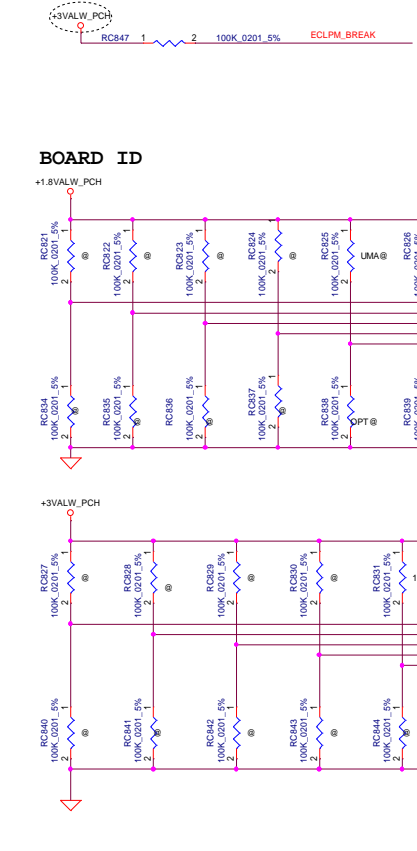 +3VALW_PCH
RC847 1 2 100K_0201_5% ECLPM_BREAK
BOARD ID
+1.8VALW_PCH
RC821 100K_0201_5% 1 2 @
RC822 100K_0201_5% 1 2 @
RC823 100K_0201_5% 1 2 @
RC824 100K_0201_5% 1 2 @
RC825 100K_0201_5% 1 2 UMA@
RC826
RC834 100K_0201_5% 1 2 @
RC835 100K_0201_5% 1 2 @
RC836 100K_0201_5% 1 2 @
RC837 100K_0201_5% 1 2 @
RC838 100K_0201_5% 1 2 OPT@
RC839
+3VALW_PCH
RC827 100K_0201_5% 1 2 @
RC828 100K_0201_5% 1 2 @
RC829 100K_0201_5% 1 2 @
RC830 100K_0201_5% 1 2 @
RC831 100K_0201_5% 1 2 1
RC840 100K_0201_5% 1 2 @
RC841 100K_0201_5% 1 2 @
RC842 100K_0201_5% 1 2 @
RC843 100K_0201_5% 1 2 @
RC844 100K_0201_5% 1 2 @